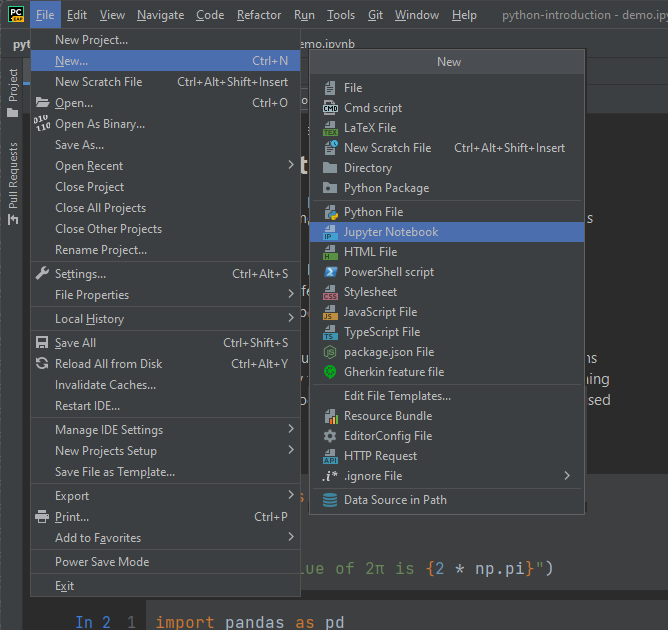 PC
EAP
File Edit View Navigate Code Refactor Run Tools Git Window Help python-introduction - demo.ip
emo.ipynb
Project
Pull Requests
New Project...
New... Ctrl+N
New Scratch File Ctrl+Alt+Shift+Insert
Open... Ctrl+O
Open As Binary...
Save As...
Open Recent
Close Project
Close All Projects
Close Other Projects
Rename Project...
Settings... Ctrl+Alt+S
File Properties
Local History
Save All Ctrl+Shift+S
Reload All from Disk Ctrl+Alt+Y
Invalidate Caches...
Restart IDE...
Manage IDE Settings
New Projects Setup
Save File as Template...
Export
Print... Ctrl+P
Add to Favorites
Power Save Mode
Exit
New
File
Cmd script
LaTeX File
New Scratch File Ctrl+Alt+Shift+Insert
Directory
Python Package
Python File
Jupyter Notebook
HTML File
PowerShell script
Stylesheet
JavaScript File
TypeScript File
package.json File
Gherkin feature file
Edit File Templates...
Resource Bundle
EditorConfig File
HTTP Request
.ignore File
Data Source in Path
lue of 2π is {2 * np.pi}")
In 2 1 import pandas as pd